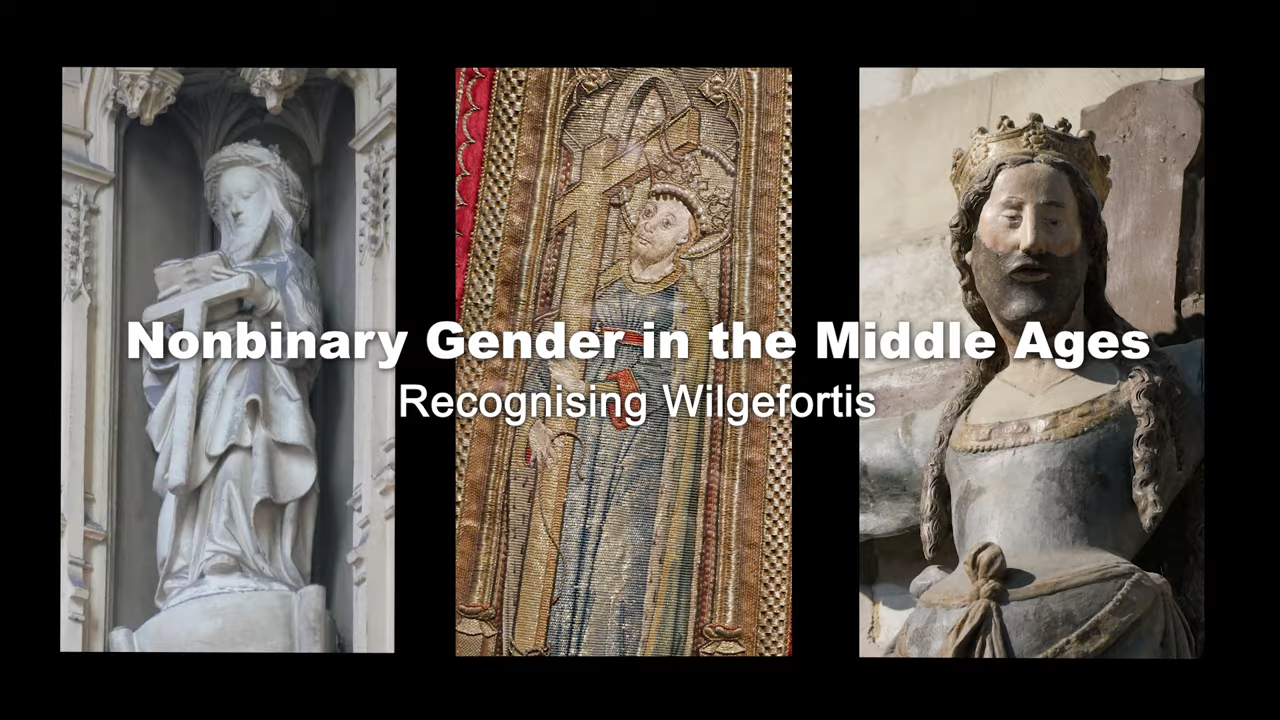 Nonbinary Gender in the Middle Ages
Recognising Wilgefortis